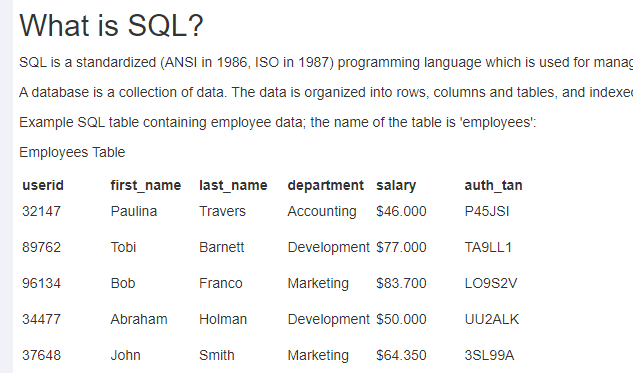 What is SQL?
SQL is a standardized (ANSI in 1986, ISO in 1987) programming language which is used for
A database is a collection of data. The data is organized into rows, columns and tables, and
Example SQL table containing employee data; the name of the table is 'employees':
Employees Table
userid first_name last_name department salary auth_tan
32147 Paulina Travers Accounting $46.000 P45JSI
89762 Tobi Barnett Development $77.000 TA9LL1
96134 Bob Franco Marketing $83.700 LO9S2V
34477 Abraham Holman Development $50.000 UU2ALK
37648 John Smith Marketing $64.350 3SL99A